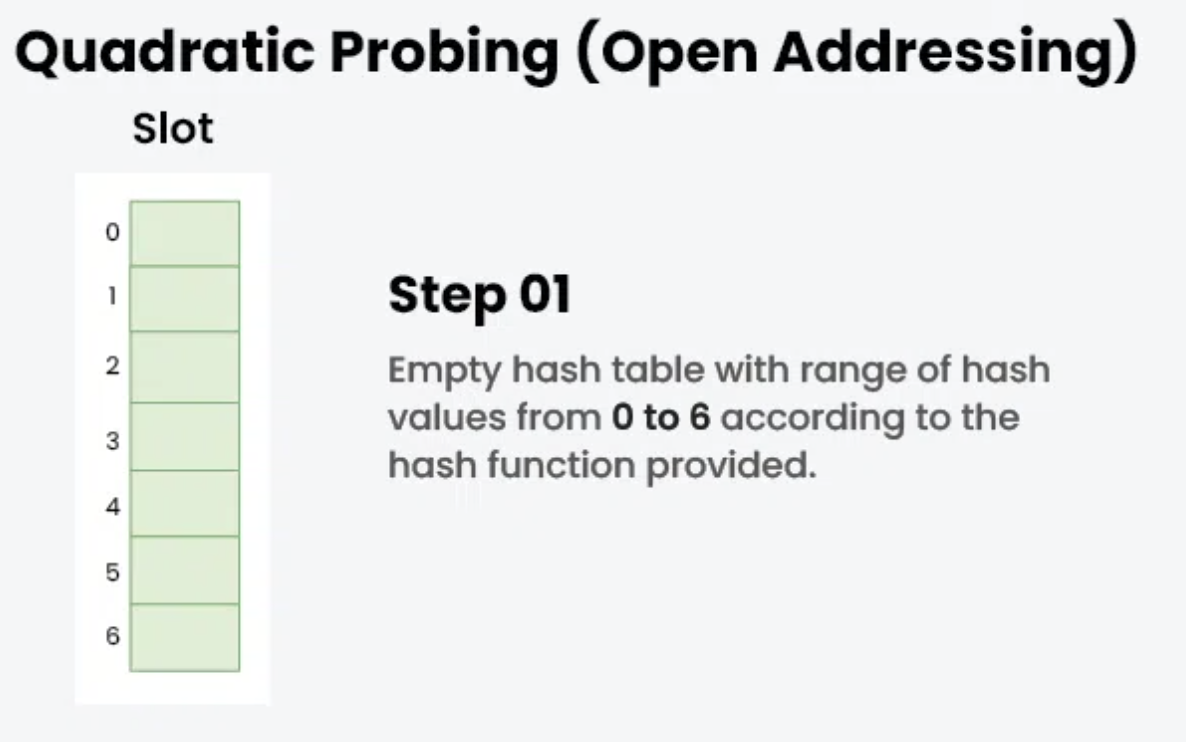 Quadratic Probing (Open Addressing)
Slot
0
1
2
3
4
5
6
Step 01
Empty hash table with range of hash
values from 0 to 6 according to the
hash function provided.